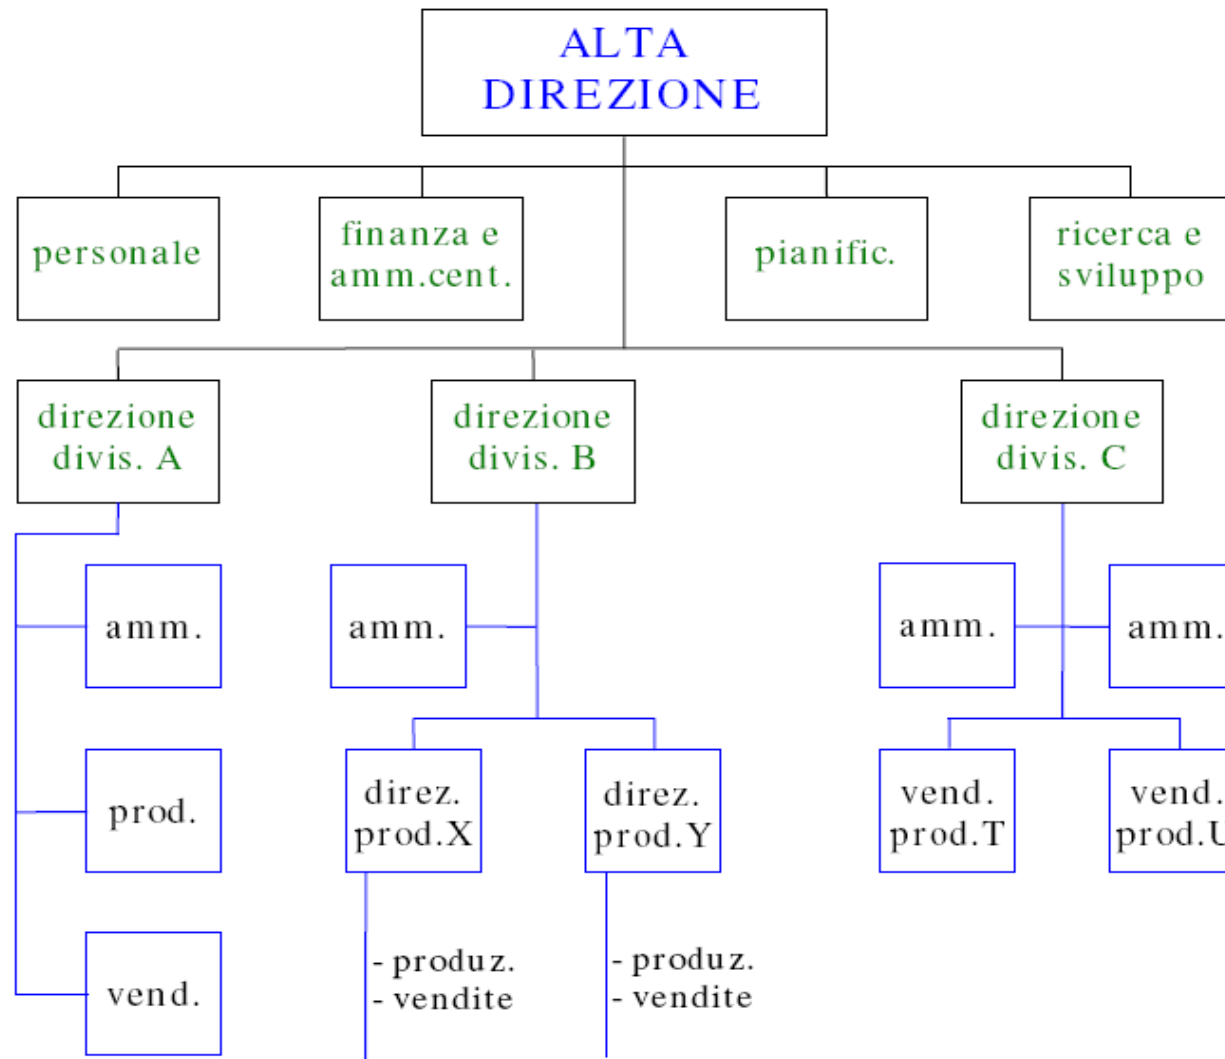 ALTA
DIREZIONE
personale
finanza e
amm.cent.
pianific.
ricerca e
sviluppo
direzione
divis. A
direzione
divis. B
direzione
divis. C
amm.
amm.
amm.
amm.
prod.
direz.
prod.X
direz.
prod.Y
vend.
prod.T
vend.
prod.U
vend.
- produz.
- vendite
- produz.
- vendite